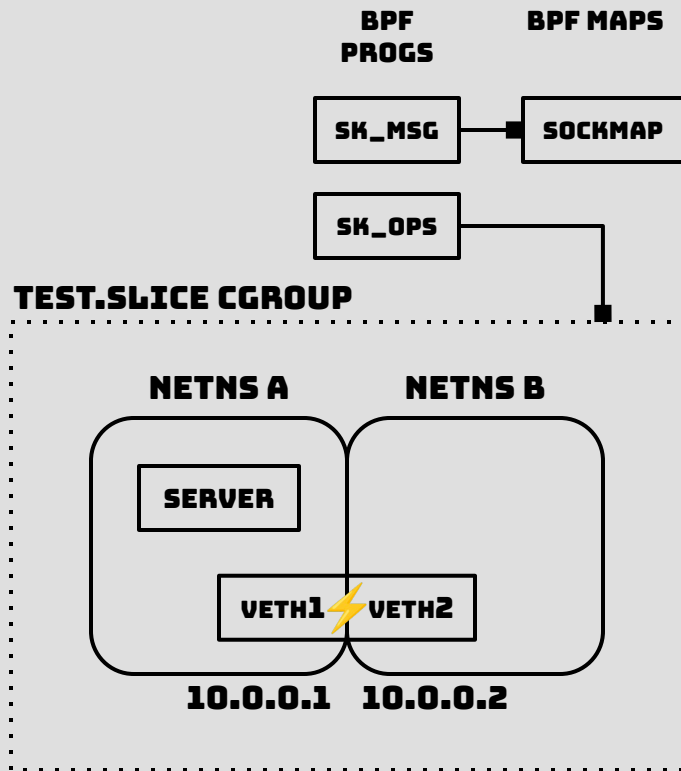 BPF
PROGS
BPF MAPS
SK_MSG
SOCKMAP
SK_OPS
TEST.SLICE CGROUP
NETNS A
NETNS B
SERVER
VETH1
VETH2
10.0.0.1
10.0.0.2